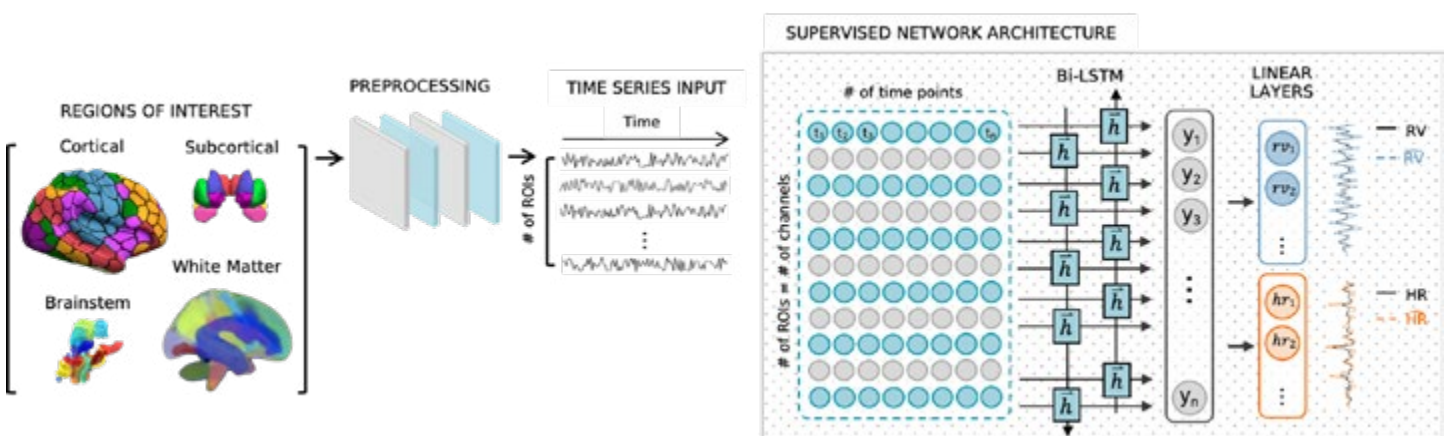 REGIONS OF INTEREST
Cortical
Subcortical
White Matter
Brainstem
PREPROCESSING
TIME SERIES INPUT
Time
# of ROIs
⋮
SUPERVISED NETWORK ARCHITECTURE
# of time points
# of ROIs = # of channels
t₁ t₂ t₃
Bi-LSTM
h
h
h
h
h
h
h
h
h
h
y₁
y₂
y₃
⋮
yₙ
LINEAR
LAYERS
rv₁
rv₂
⋮
hr₁
hr₂
⋮
RV
RV
HR
HR